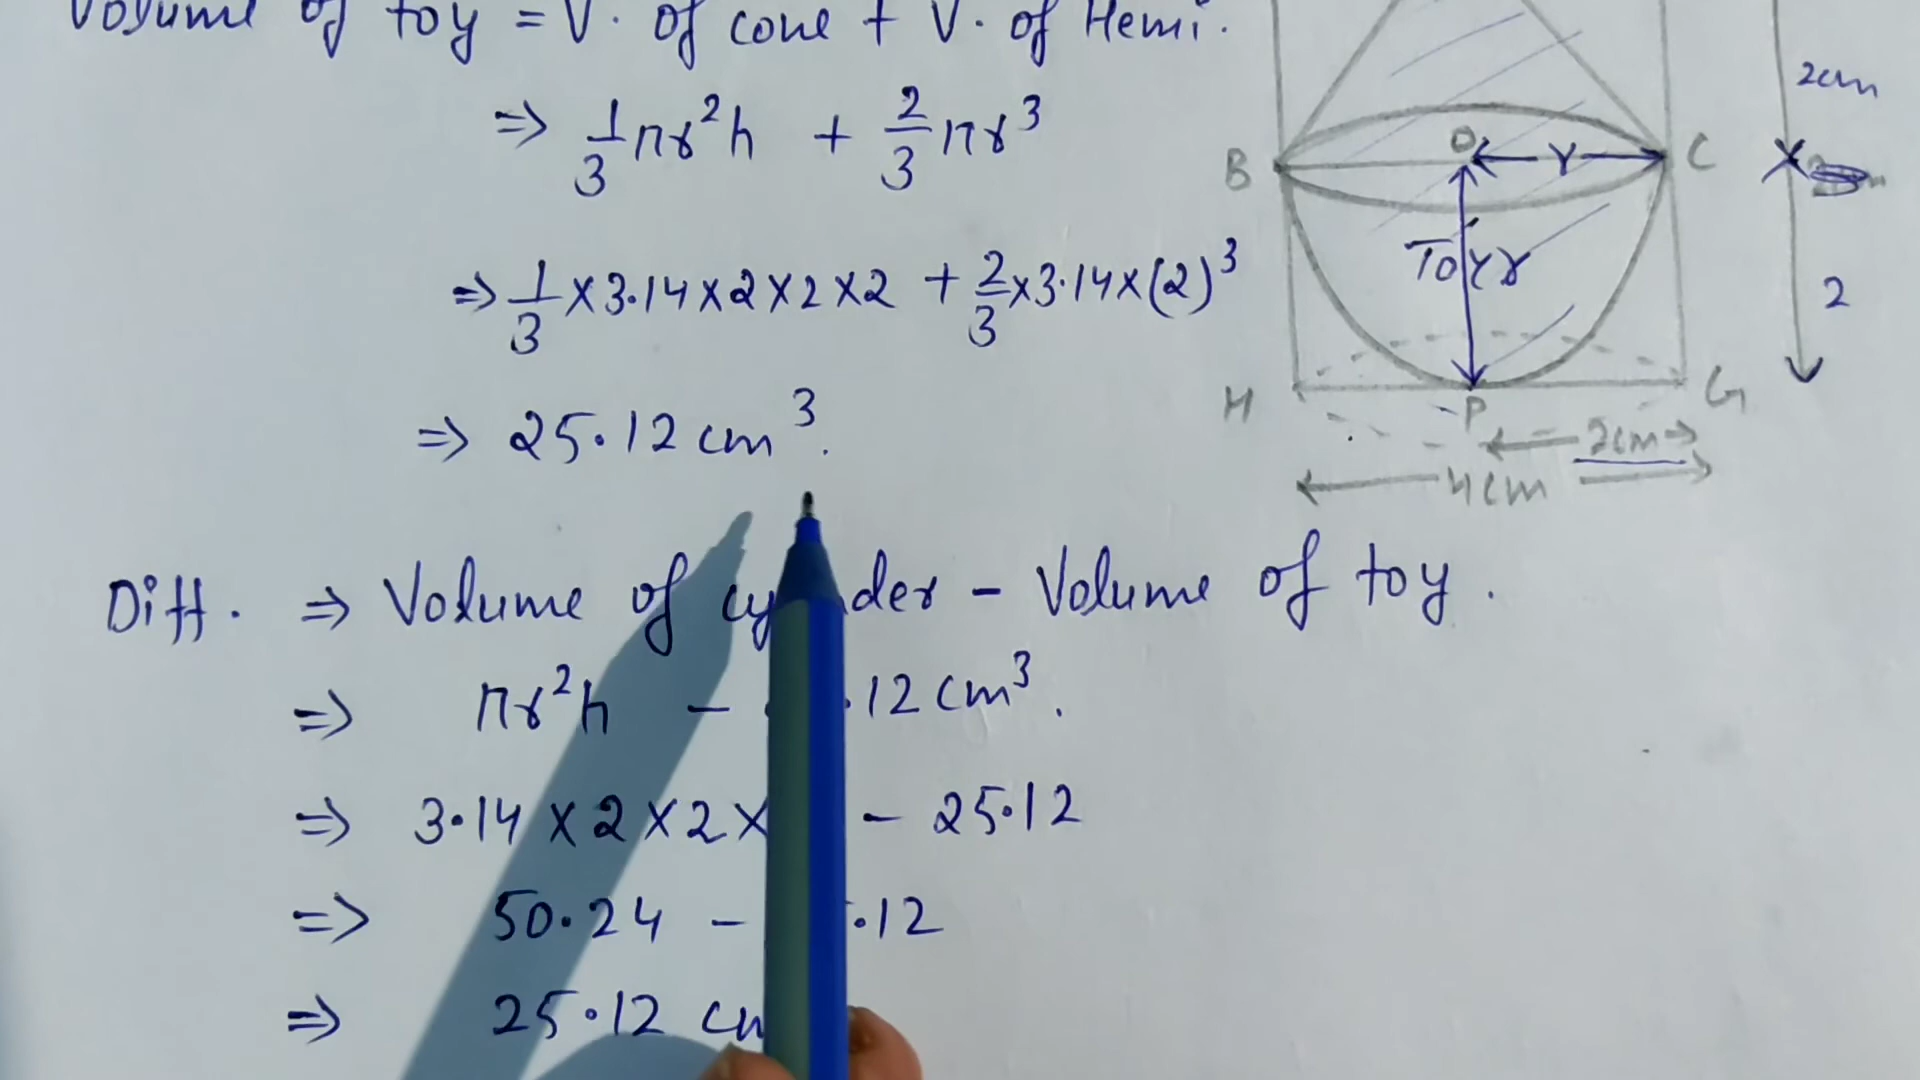 Volume of toy = V. of cone + V. of Hemi.
⇒ 1/3 πr²h + 2/3 πr³
⇒ 1/3 × 3.14 × 2 × 2 × 2 + 2/3 × 3.14 × (2)³
⇒ 25.12 cm³.
Diff. ⇒ Volume of cy der - Volume of toy.
⇒ πr²h - .12 cm³.
⇒ 3.14 × 2 × 2 × - 25.12
⇒ 50.24 - .12
⇒ 25.12 cm
2cm
B O r C
Toy r
2
H P G
2cm
4cm